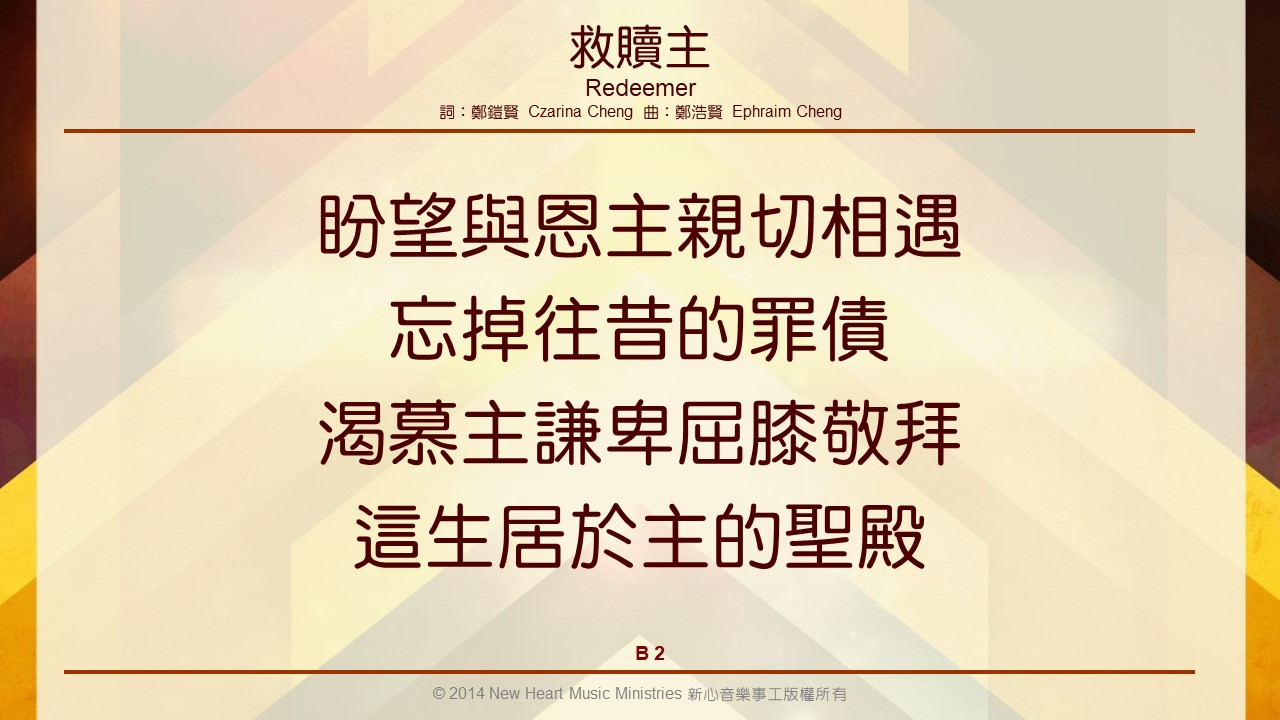 救贖主
Redeemer
詞：鄭鎧賢 Czarina Cheng 曲：鄭浩賢 Ephraim Cheng
盼望與恩主親切相遇
忘掉往昔的罪債
渴慕主謙卑屈膝敬拜
這生居於主的聖殿
B 2
© 2014 New Heart Music Ministries 新心音樂事工版權所有